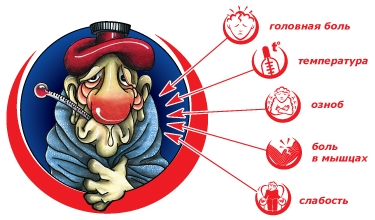 головная боль
t°
температура
озноб
боль
в мышцах
слабость